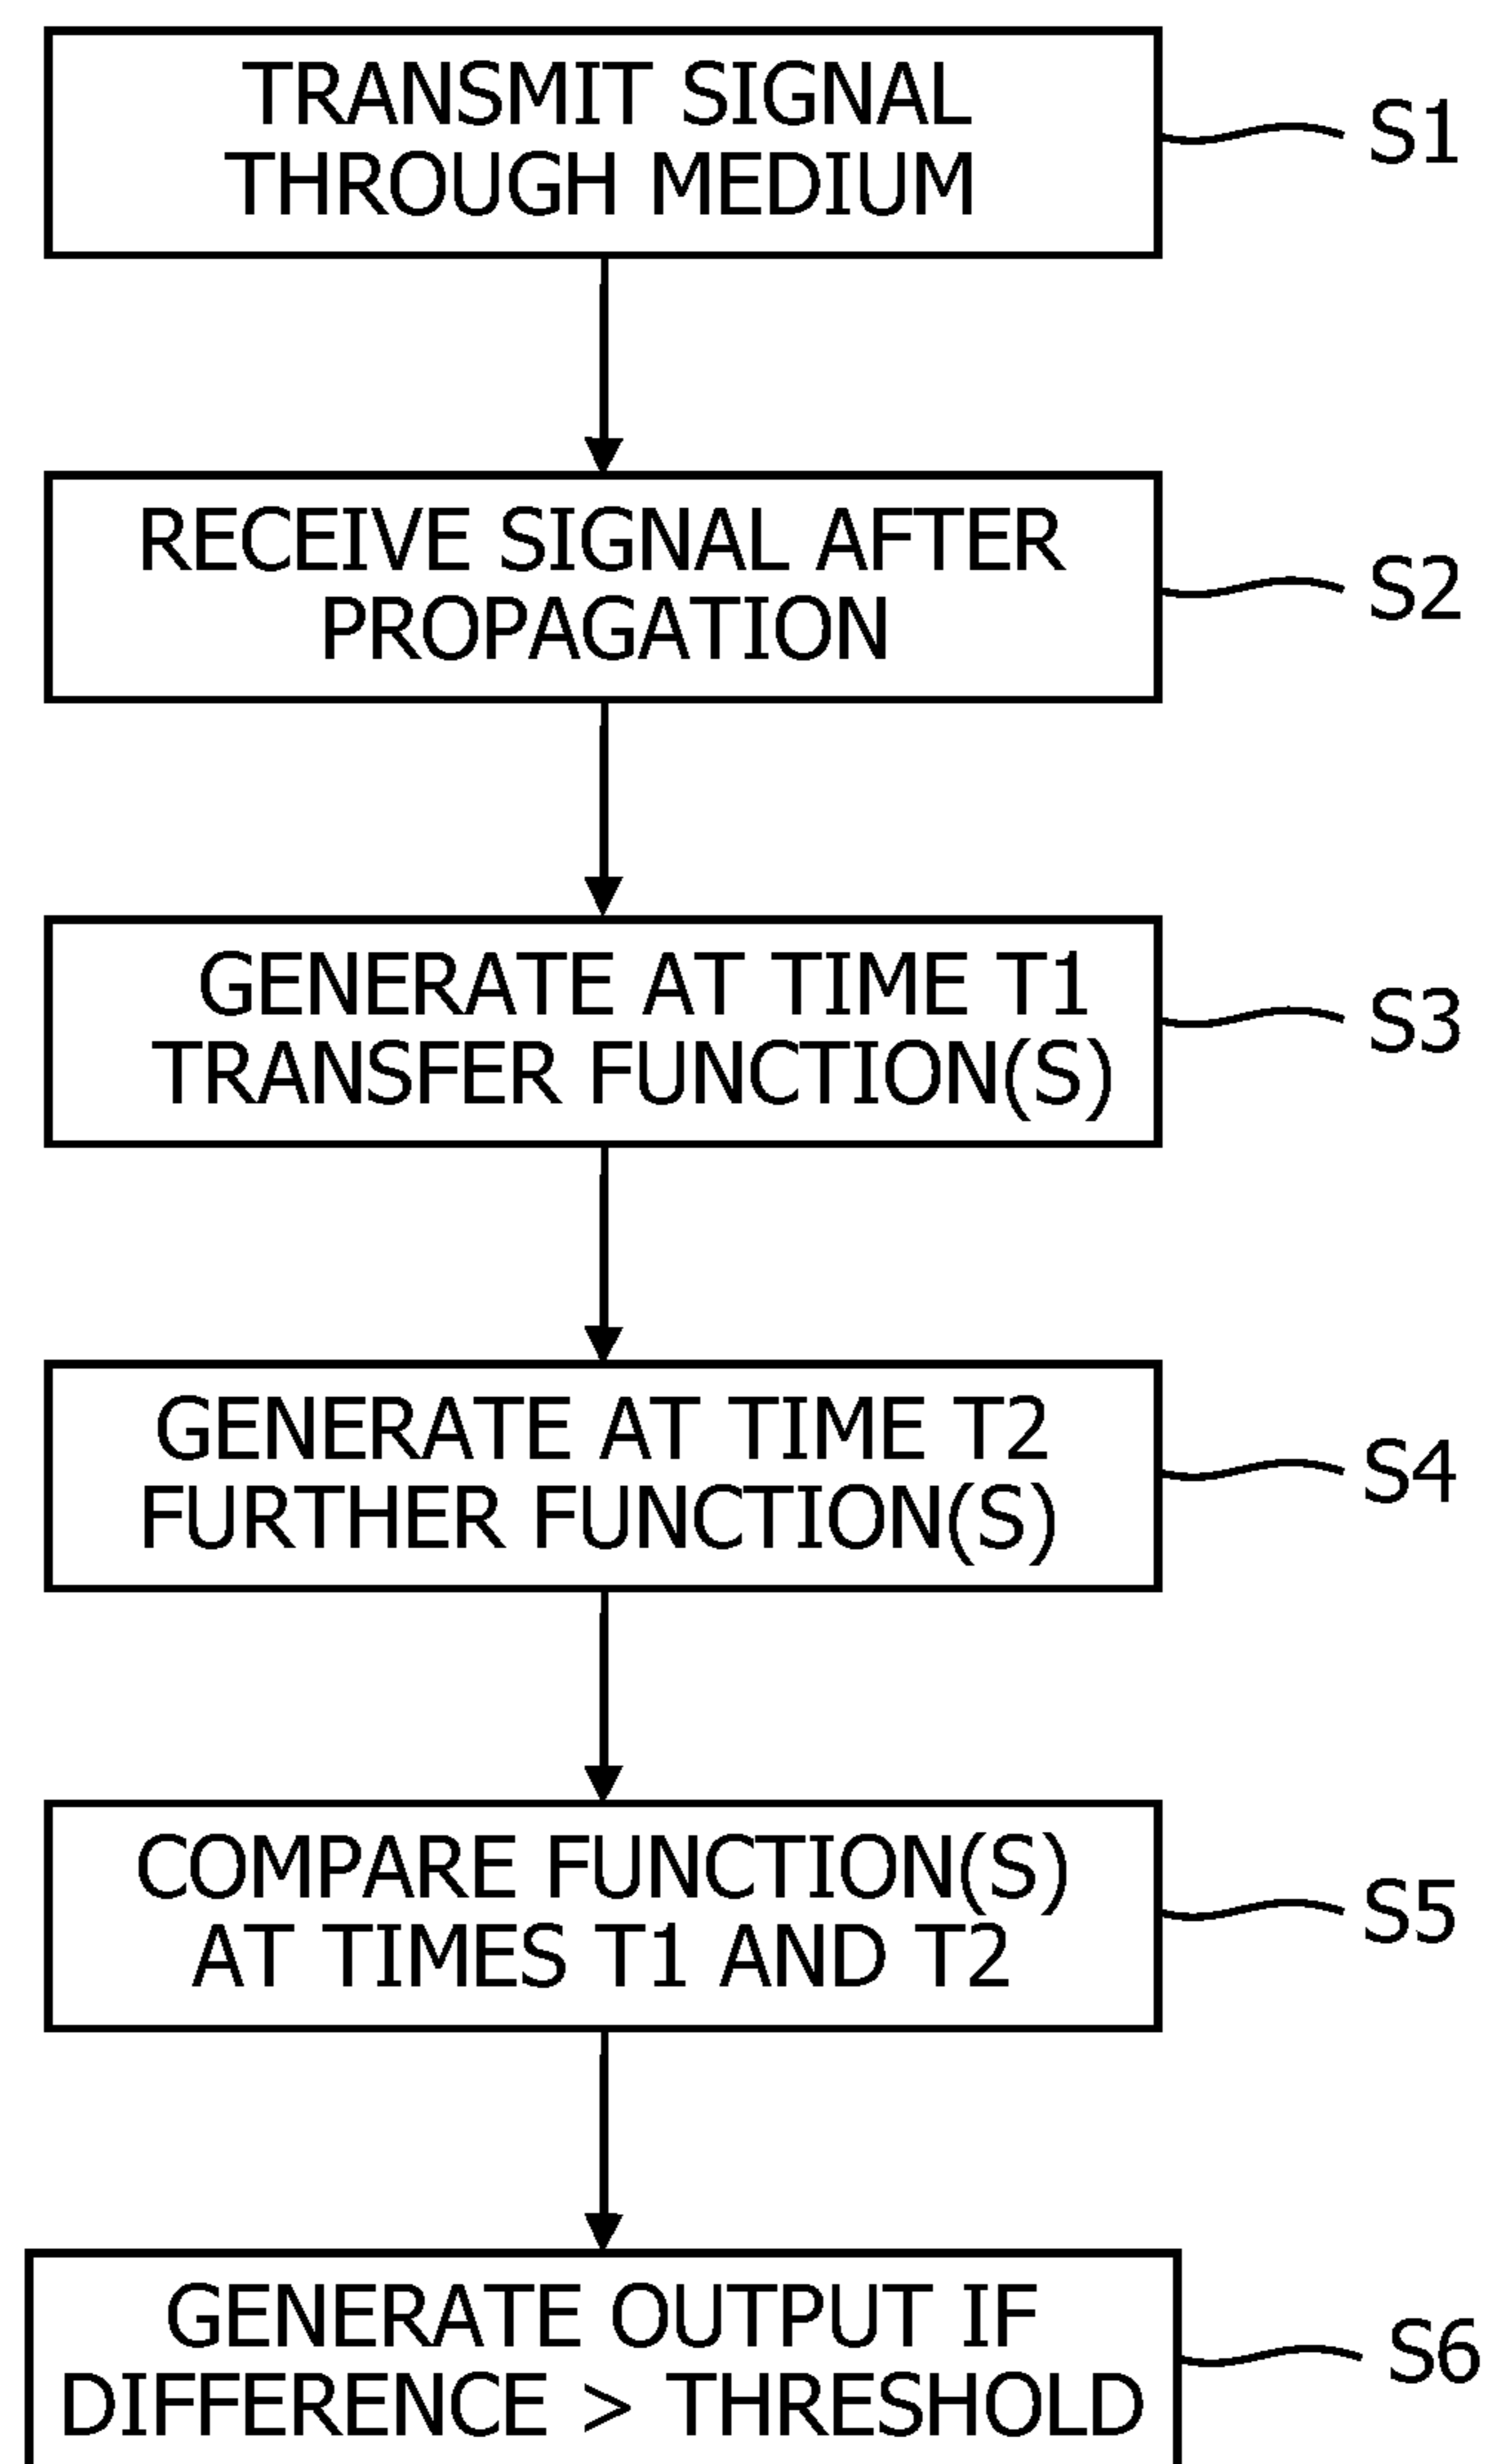 TRANSMIT SIGNAL
THROUGH MEDIUM
S1
RECEIVE SIGNAL AFTER
PROPAGATION
S2
GENERATE AT TIME T1
TRANSFER FUNCTION(S)
S3
GENERATE AT TIME T2
FURTHER FUNCTION(S)
S4
COMPARE FUNCTION(S)
AT TIMES T1 AND T2
S5
GENERATE OUTPUT IF
DIFFERENCE > THRESHOLD
S6